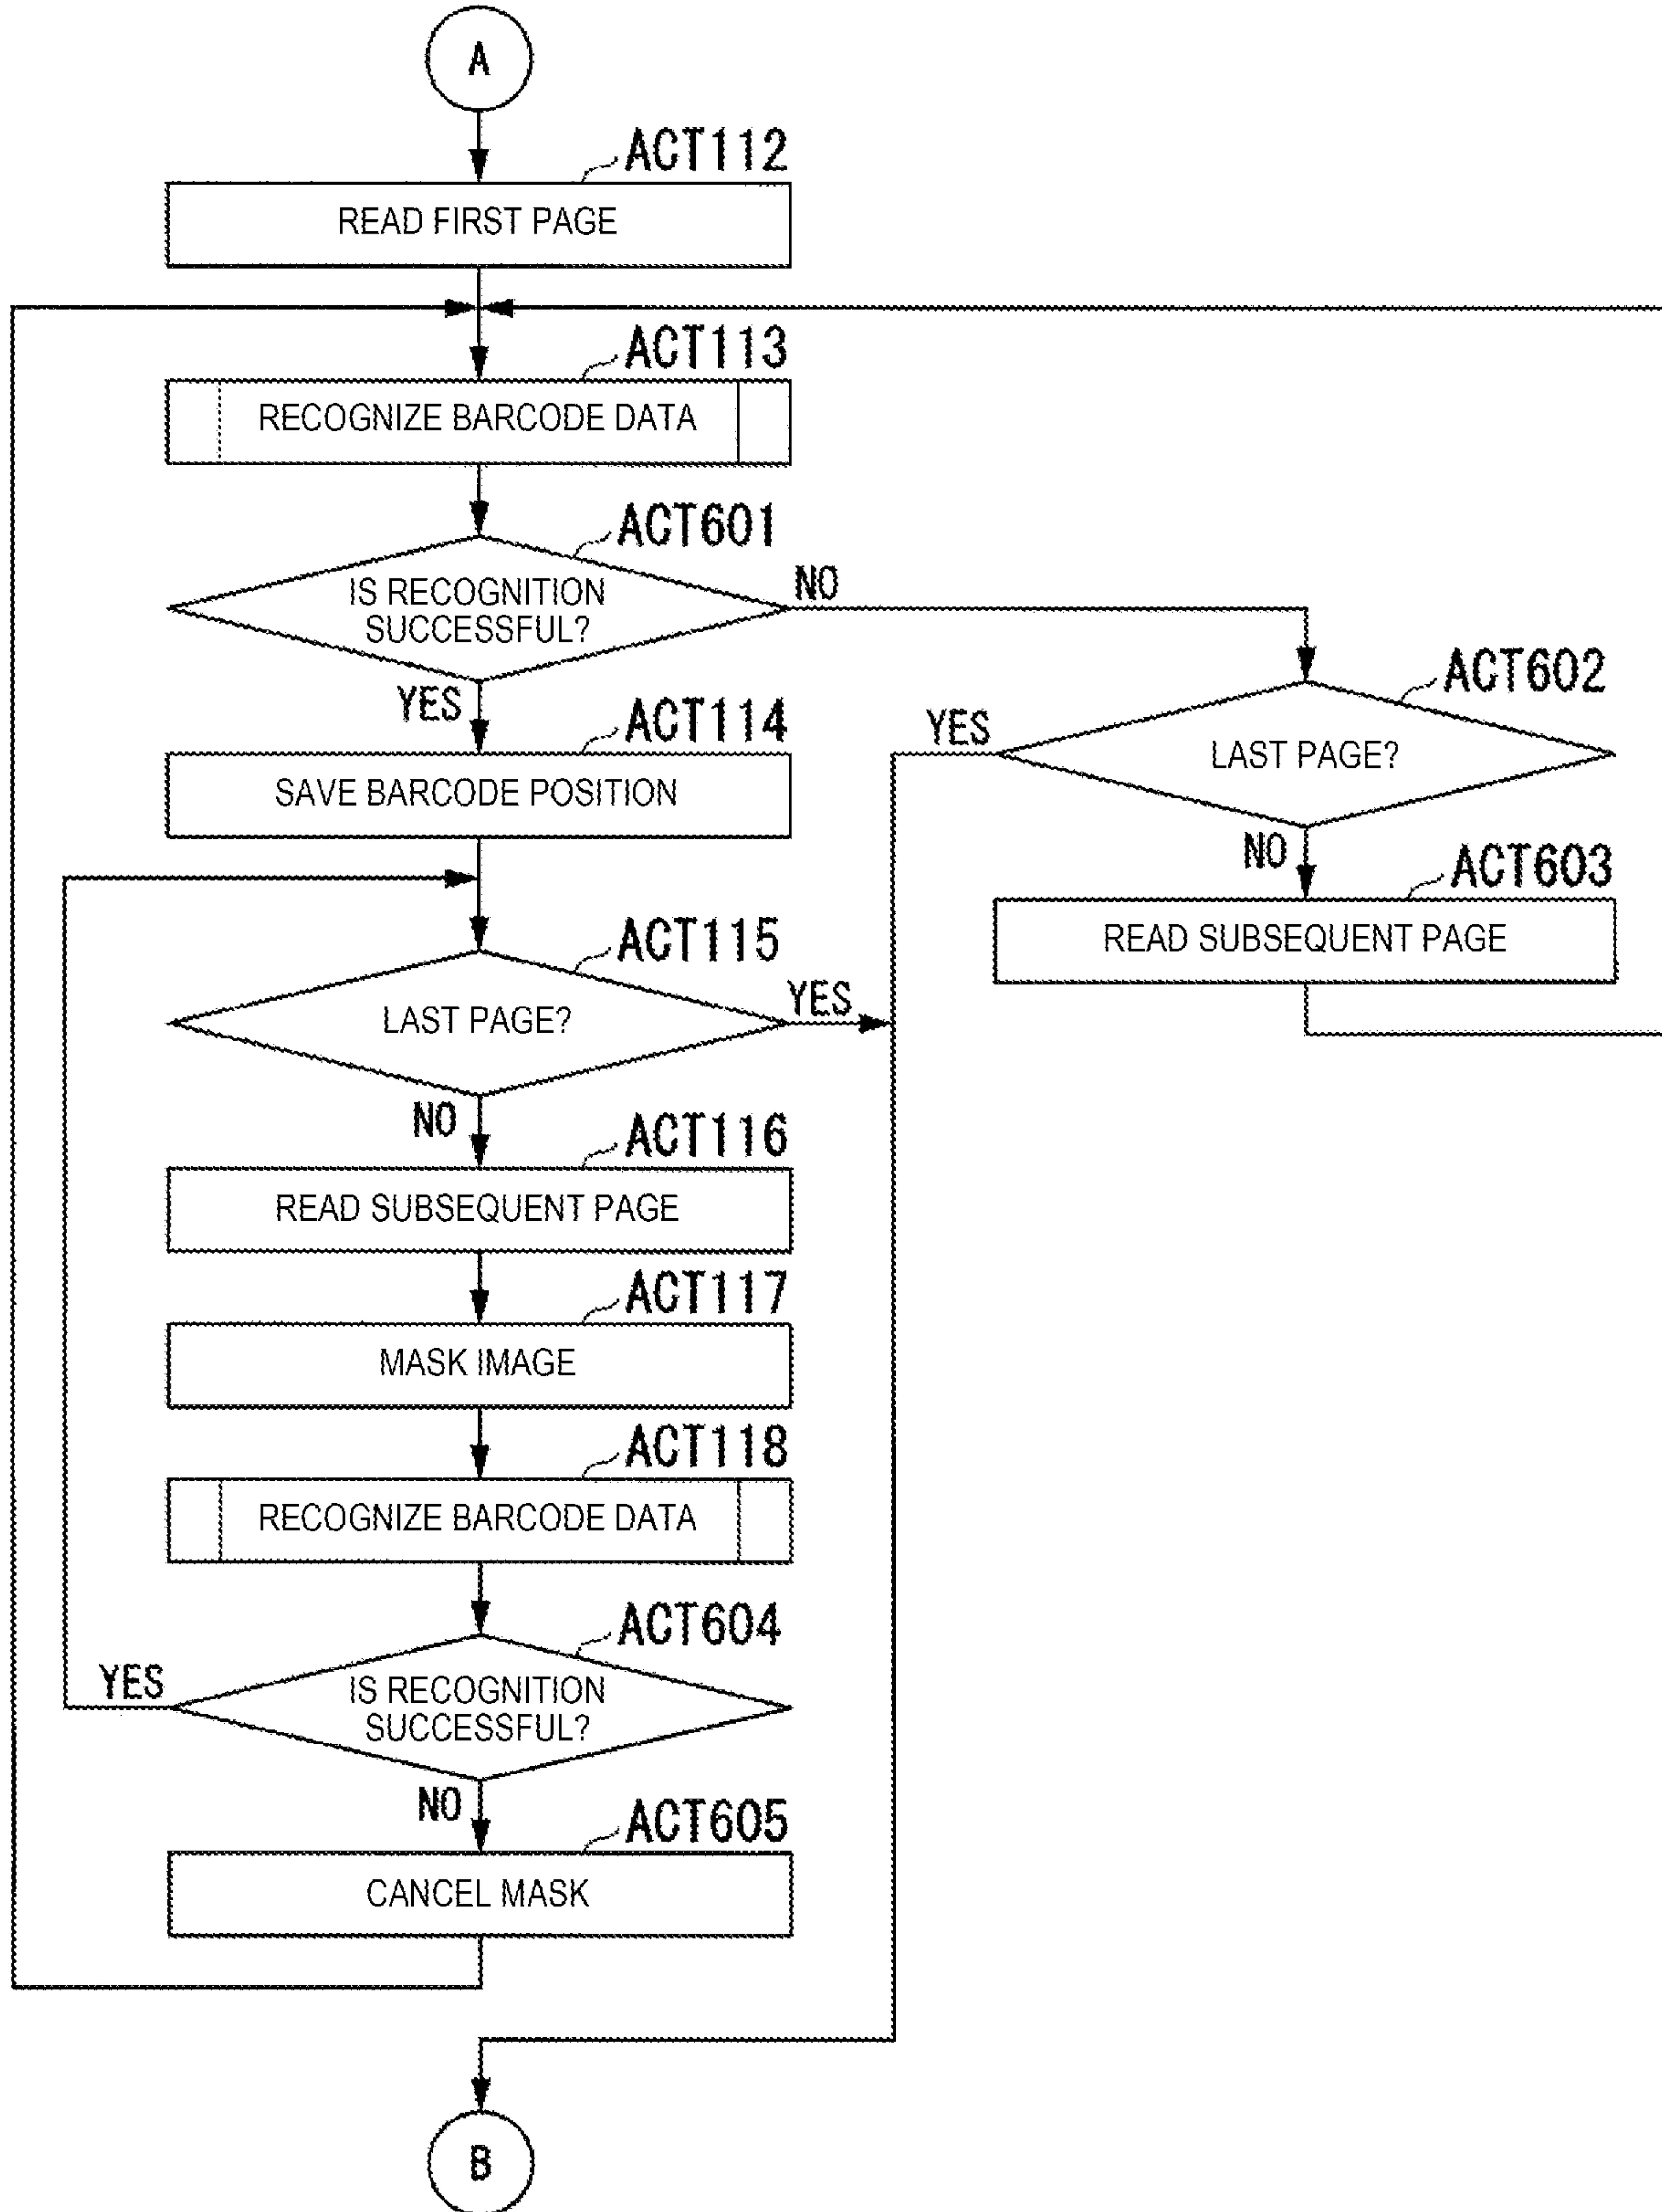 A
ACT112
READ FIRST PAGE
ACT113
RECOGNIZE BARCODE DATA
ACT601
IS RECOGNITION
SUCCESSFUL?
NO
YES
ACT602
LAST PAGE?
YES
NO
ACT603
READ SUBSEQUENT PAGE
ACT114
SAVE BARCODE POSITION
ACT115
LAST PAGE?
YES
NO
ACT116
READ SUBSEQUENT PAGE
ACT117
MASK IMAGE
ACT118
RECOGNIZE BARCODE DATA
ACT604
IS RECOGNITION
SUCCESSFUL?
YES
NO
ACT605
CANCEL MASK
B